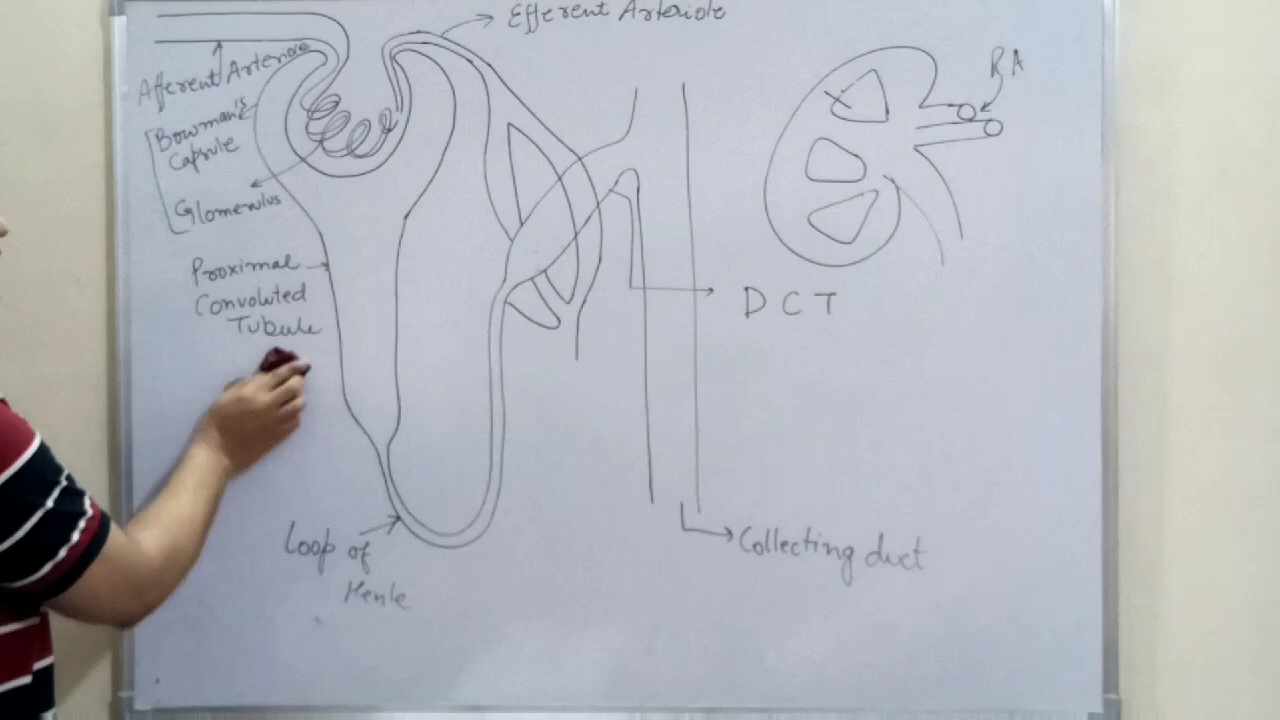 Efferent Arteriole
Afferent Arteriole
Bowman's
Capsule
Glomerulus
Proximal
Convoluted
Tubule
Loop of
Henle
RA
DCT
Collecting duct